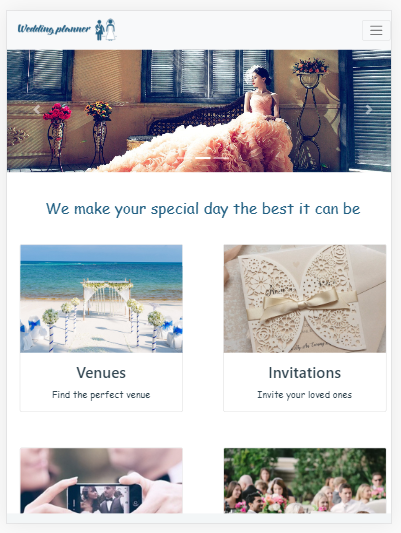 Wedding planner
We make your special day the best it can be
Venues
Find the perfect venue
Invitations
Invite your loved ones